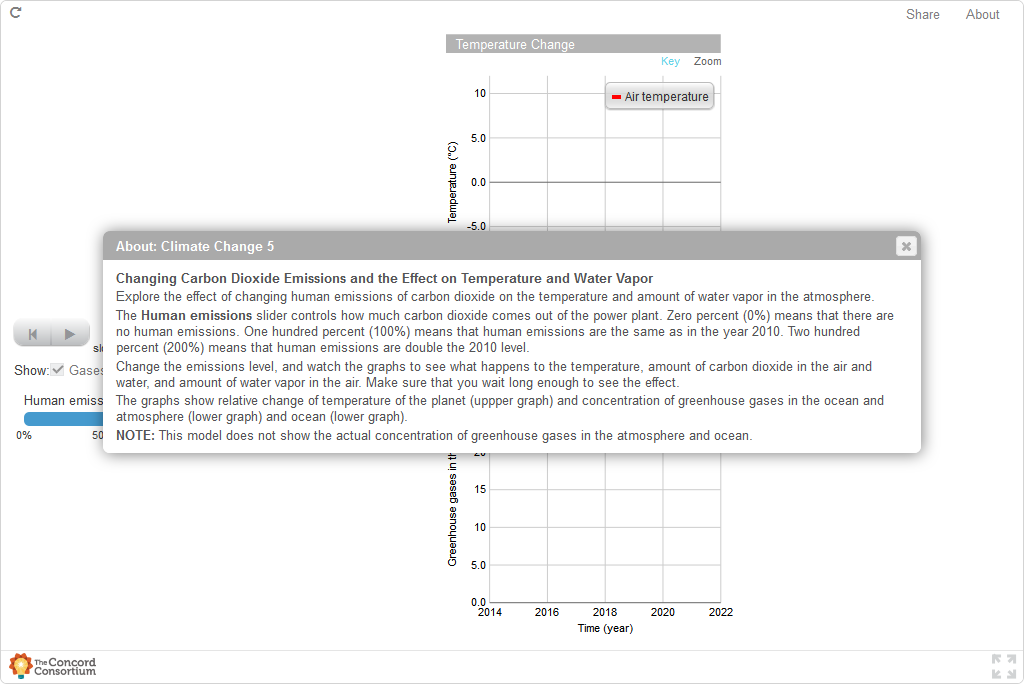 Share About
Temperature Change
Key Zoom
10
Air temperature
5.0
Temperature (°C)
0.0
-5.0
About: Climate Change 5
Changing Carbon Dioxide Emissions and the Effect on Temperature and Water Vapor
Explore the effect of changing human emissions of carbon dioxide on the temperature and amount of water vapor in the atmosphere.
The Human emissions slider controls how much carbon dioxide comes out of the power plant. Zero percent (0%) means that there are
no human emissions. One hundred percent (100%) means that human emissions are the same as in the year 2010. Two hundred
percent (200%) means that human emissions are double the 2010 level.
Change the emissions level, and watch the graphs to see what happens to the temperature, amount of carbon dioxide in the air and
water, and amount of water vapor in the air. Make sure that you wait long enough to see the effect.
The graphs show relative change of temperature of the planet (uppper graph) and concentration of greenhouse gases in the ocean and
atmosphere (lower graph) and ocean (lower graph).
NOTE: This model does not show the actual concentration of greenhouse gases in the atmosphere and ocean.
Show: Gases
Human emiss
0% 50
20
15
Greenhouse gases in th
10
5.0
0.0
2014 2016 2018 2020 2022
Time (year)
The Concord
Consortium